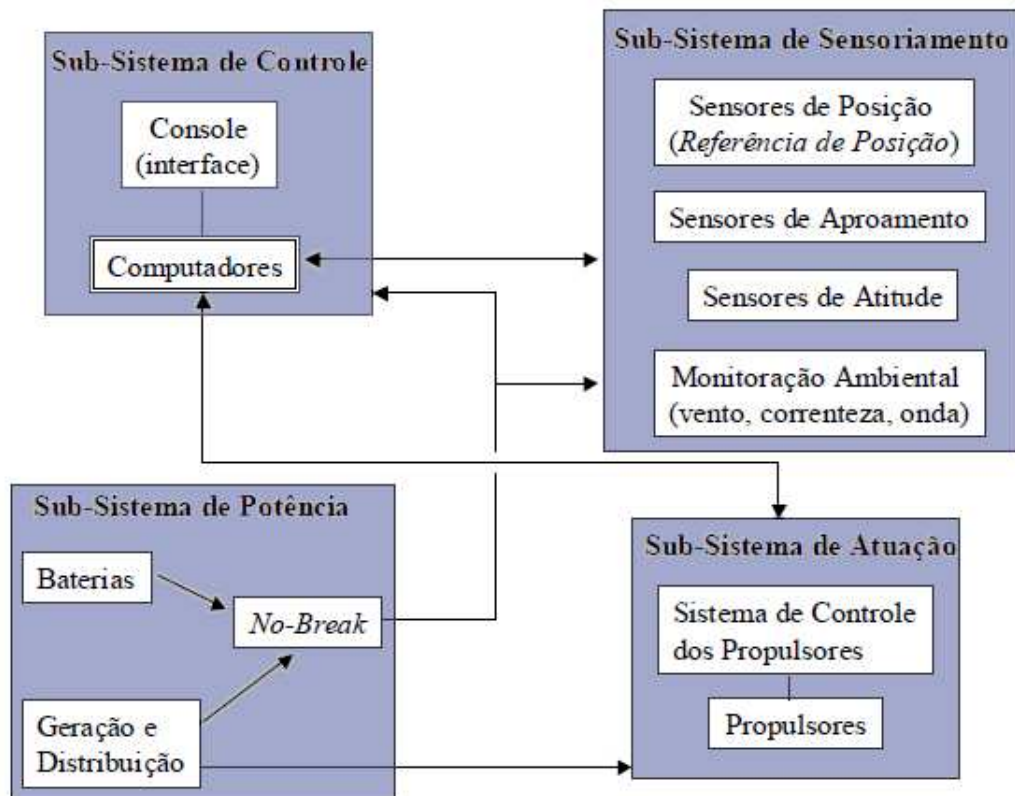 Sub-Sistema de Controle
Console
(interface)
Computadores
Sub-Sistema de Sensoriamento
Sensores de Posição
(Referência de Posição)
Sensores de Aproamento
Sensores de Atitude
Monitoração Ambiental
(vento, correnteza, onda)
Sub-Sistema de Potência
Baterias
No-Break
Geração e
Distribuição
Sub-Sistema de Atuação
Sistema de Controle
dos Propulsores
Propulsores